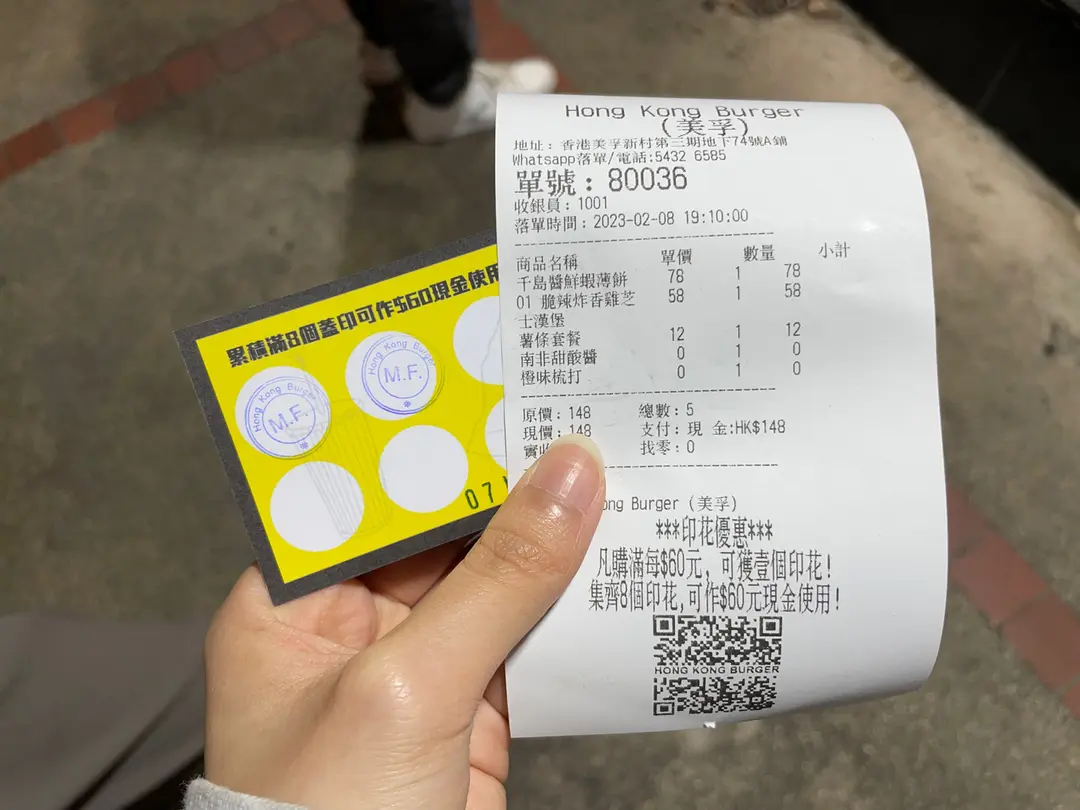 Hong Kong Burger
(美孚)
地址: 香港美孚新村第三期地下74號A鋪
Whatsapp落單/電話:5432 6585
單號: 80036
收銀員: 1001
落單時間: 2023-02-08 19:10:00
商品名稱 單價 數量 小計
千島醬鮮蝦薄餅 78 1 78
01 脆辣炸香雞芝 58 1 58
士漢堡
薯條套餐 12 1 12
南非甜酸醬 0 1 0
橙味梳打 0 1 0
原價: 148 總數: 5
現價: 148 支付: 現 金:HK$148
實收 找零: 0
ong Burger (美孚)
***印花優惠***
凡購滿每$60元, 可獲壹個印花!
集齊8個印花,可作$60元現金使用!
HONG KONG BURGER
累積滿8個蓋印可作$60現金使用
Hong Kong Burger
M.F.
Hong Kong Burger
M.F.
07